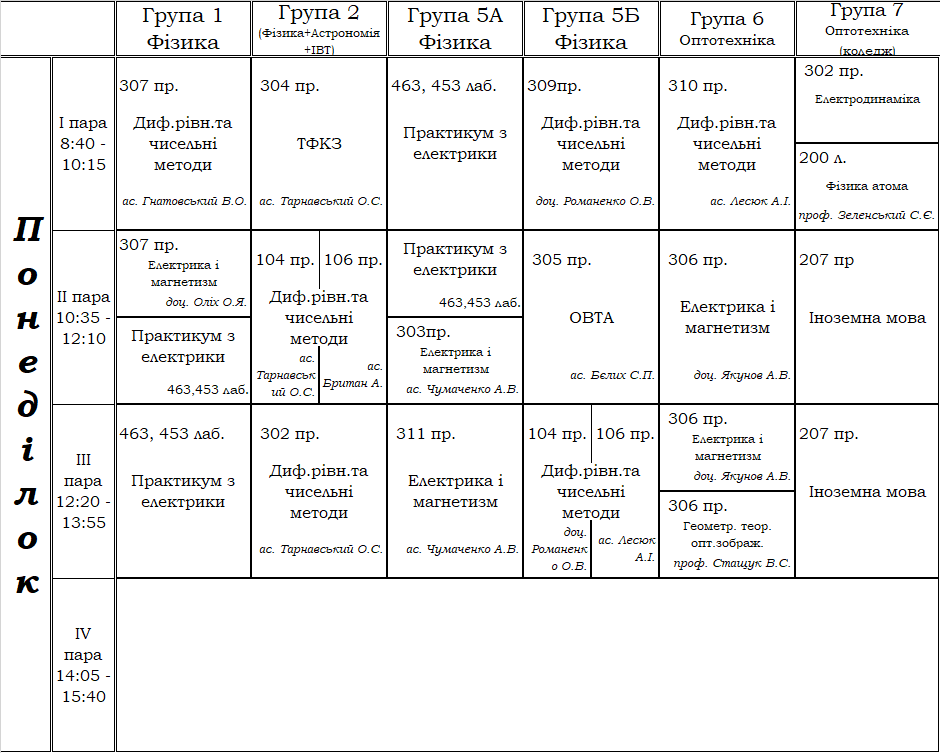 Група 1
Фізика
Група 2
(Фізика+Астрономія
+ІВТ)
Група 5А
Фізика
Група 5Б
Фізика
Група 6
Оптотехніка
Група 7
Оптотехніка
(коледж)
Понеділок
I пара
8:40 -
10:15
307 пр.
Диф.рівн.та
чисельні
методи
ас. Гнатовський В.О.
304 пр.
ТФКЗ
ас. Тарнавський О.С.
463, 453 лаб.
Практикум з
електрики
309пр.
Диф.рівн.та
чисельні
методи
доц. Романенко О.В.
310 пр.
Диф.рівн.та
чисельні
методи
ас. Лесюк А.І.
302 пр.
Електродинаміка
200 л.
Фізика атома
проф. Зеленський С.Є.
II пара
10:35 -
12:10
307 пр.
Електрика і
магнетизм
доц. Оліх О.Я.
Практикум з
електрики
463,453 лаб.
104 пр.
106 пр.
Диф.рівн.та
чисельні
методи
ас.
Тарнавськ
ий О.С.
ас.
Британ А.
Практикум з
електрики
463,453 лаб.
303пр.
Електрика і
магнетизм
ас. Чумаченко А.В.
305 пр.
ОВТА
ас. Бєлих С.П.
306 пр.
Електрика і
магнетизм
доц. Якунов А.В.
207 пр
Іноземна мова
III
пара
12:20 -
13:55
463, 453 лаб.
Практикум з
електрики
302 пр.
Диф.рівн.та
чисельні
методи
ас. Тарнавський О.С.
311 пр.
Електрика і
магнетизм
ас. Чумаченко А.В.
104 пр.
106 пр.
Диф.рівн.та
чисельні
методи
доц.
Романенк
о О.В.
ас. Лесюк
А.І.
306 пр.
Електрика і
магнетизм
доц. Якунов А.В.
306 пр.
Геометр. теор.
опт.зображ.
проф. Стащук В.С.
207 пр.
Іноземна мова
IV
пара
14:05 -
15:40